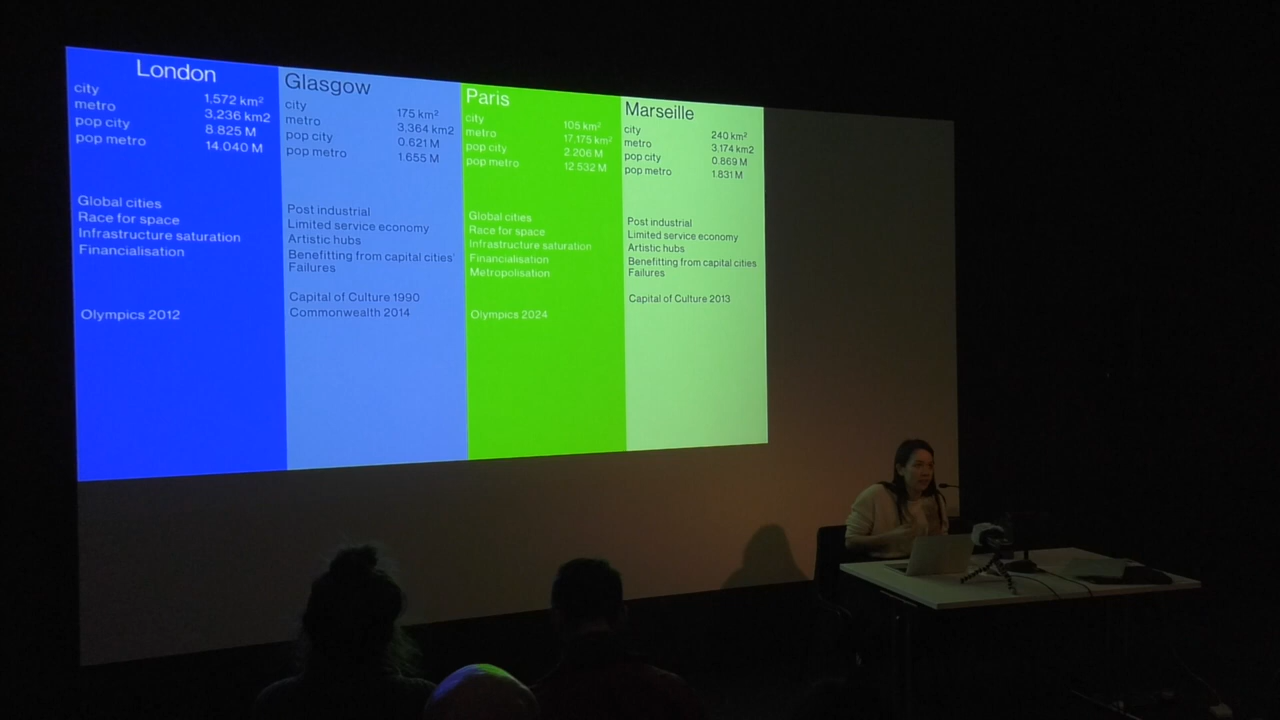 London
city 1,572 km²
metro 3,236 km2
pop city 8.825 M
pop metro 14.040 M
Global cities
Race for space
Infrastructure saturation
Financialisation
Olympics 2012
Glasgow
city 175 km²
metro 3,364 km2
pop city 0.621 M
pop metro 1.655 M
Post industrial
Limited service economy
Artistic hubs
Benefitting from capital cities'
Failures
Capital of Culture 1990
Commonwealth 2014
Paris
city 105 km²
metro 17,175 km²
pop city 2.206 M
pop metro 12 532 M
Global cities
Race for space
Infrastructure saturation
Financialisation
Metropolisation
Olympics 2024
Marseille
city 240 km²
metro 3,174 km2
pop city 0.869 M
pop metro 1.831 M
Post industrial
Limited service economy
Artistic hubs
Benefitting from capital cities
Failures
Capital of Culture 2013